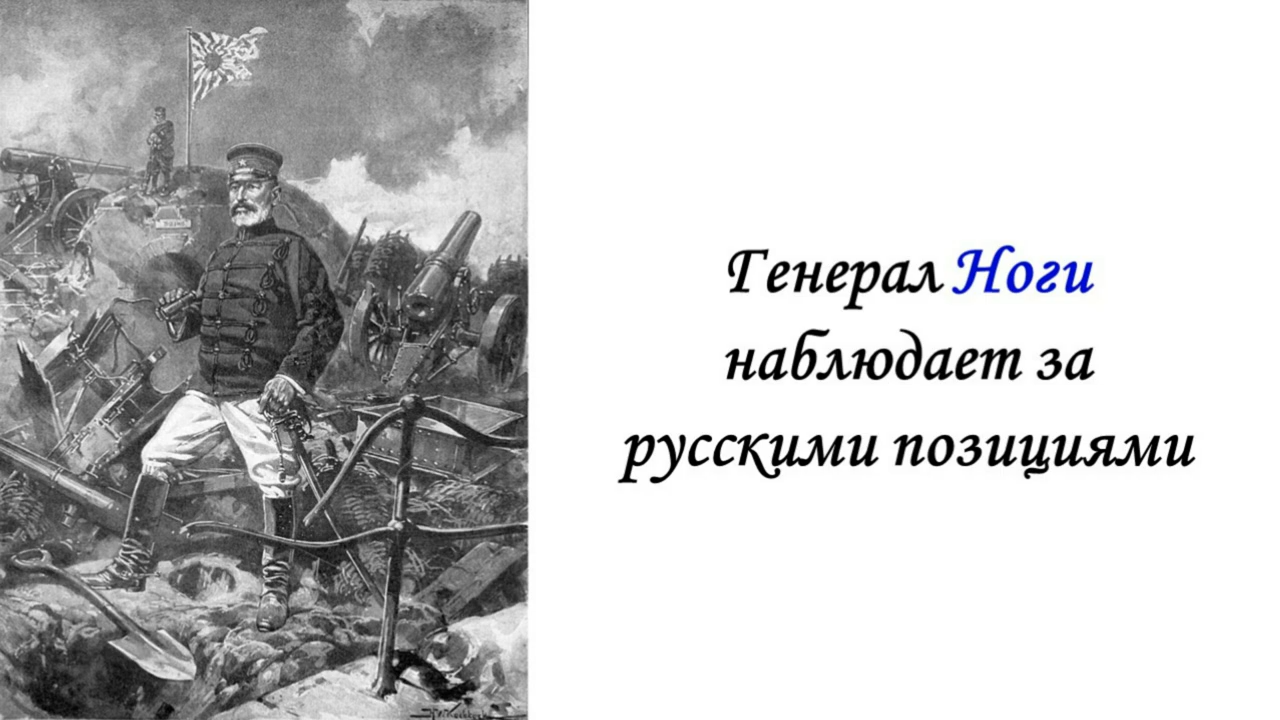 Генерал Ноги
наблюдает за
русскими позициями